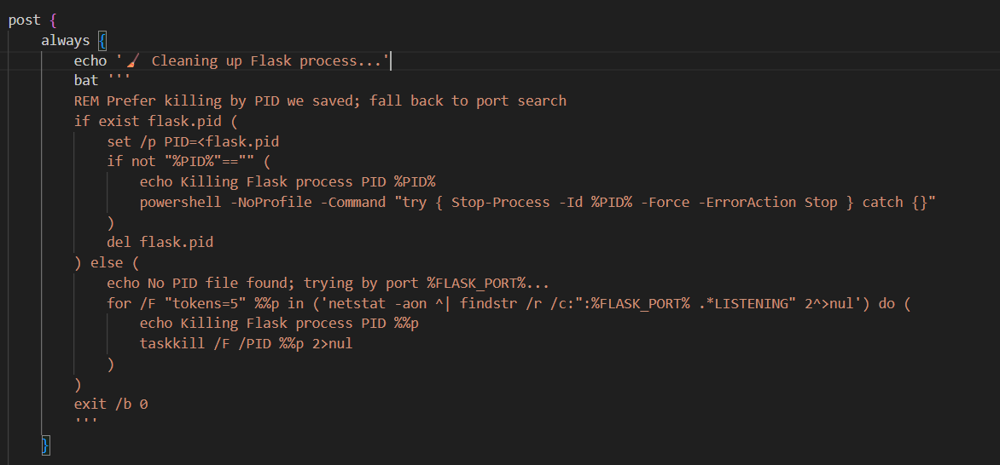 post {
    always {
        echo '🧹 Cleaning up Flask process...'
        bat '''
        REM Prefer killing by PID we saved; fall back to port search
        if exist flask.pid (
            set /p PID=<flask.pid
            if not "%PID%"=="" (
                echo Killing Flask process PID %PID%
                powershell -NoProfile -Command "try { Stop-Process -Id %PID% -Force -ErrorAction Stop } catch {}"
            )
            del flask.pid
        ) else (
            echo No PID file found; trying by port %FLASK_PORT%...
            for /F "tokens=5" %%p in ('netstat -aon ^| findstr /r /c:":%FLASK_PORT% .*LISTENING" 2^>nul') do (
                echo Killing Flask process PID %%p
                taskkill /F /PID %%p 2>nul
            )
        )
        exit /b 0
        '''
    }